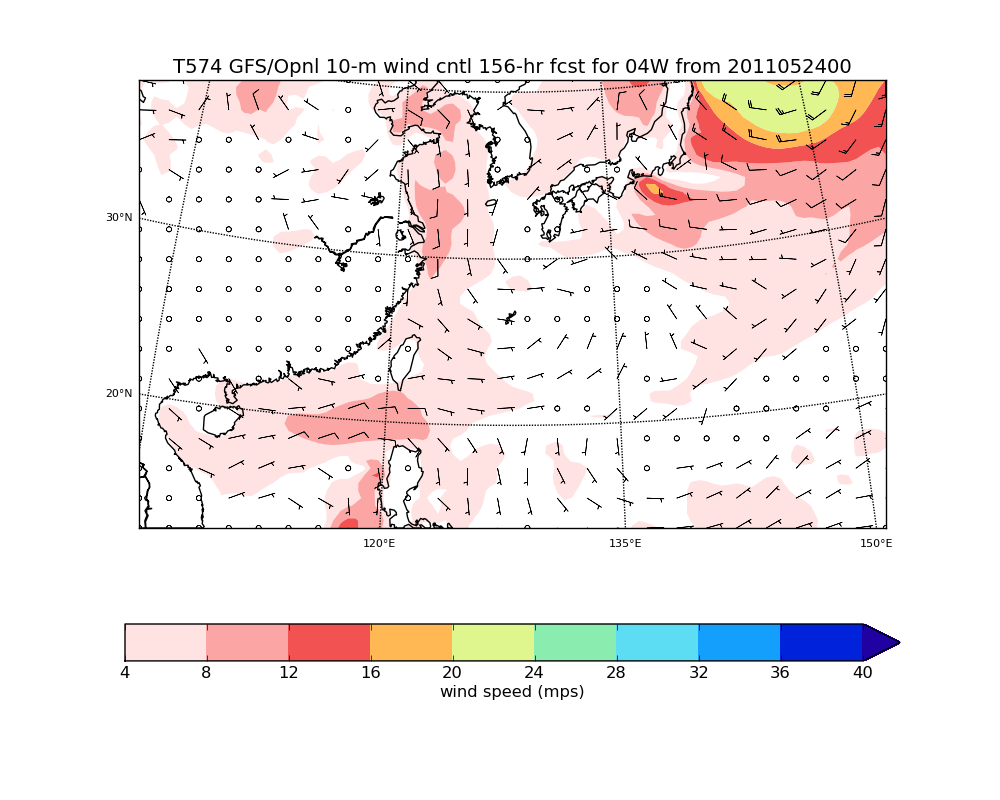 T574 GFS/Opnl 10-m wind cntl 156-hr fcst for 04W from 2011052400
30°N
20°N
120°E 135°E 150°E
4 8 12 16 20 24 28 32 36 40
wind speed (mps)